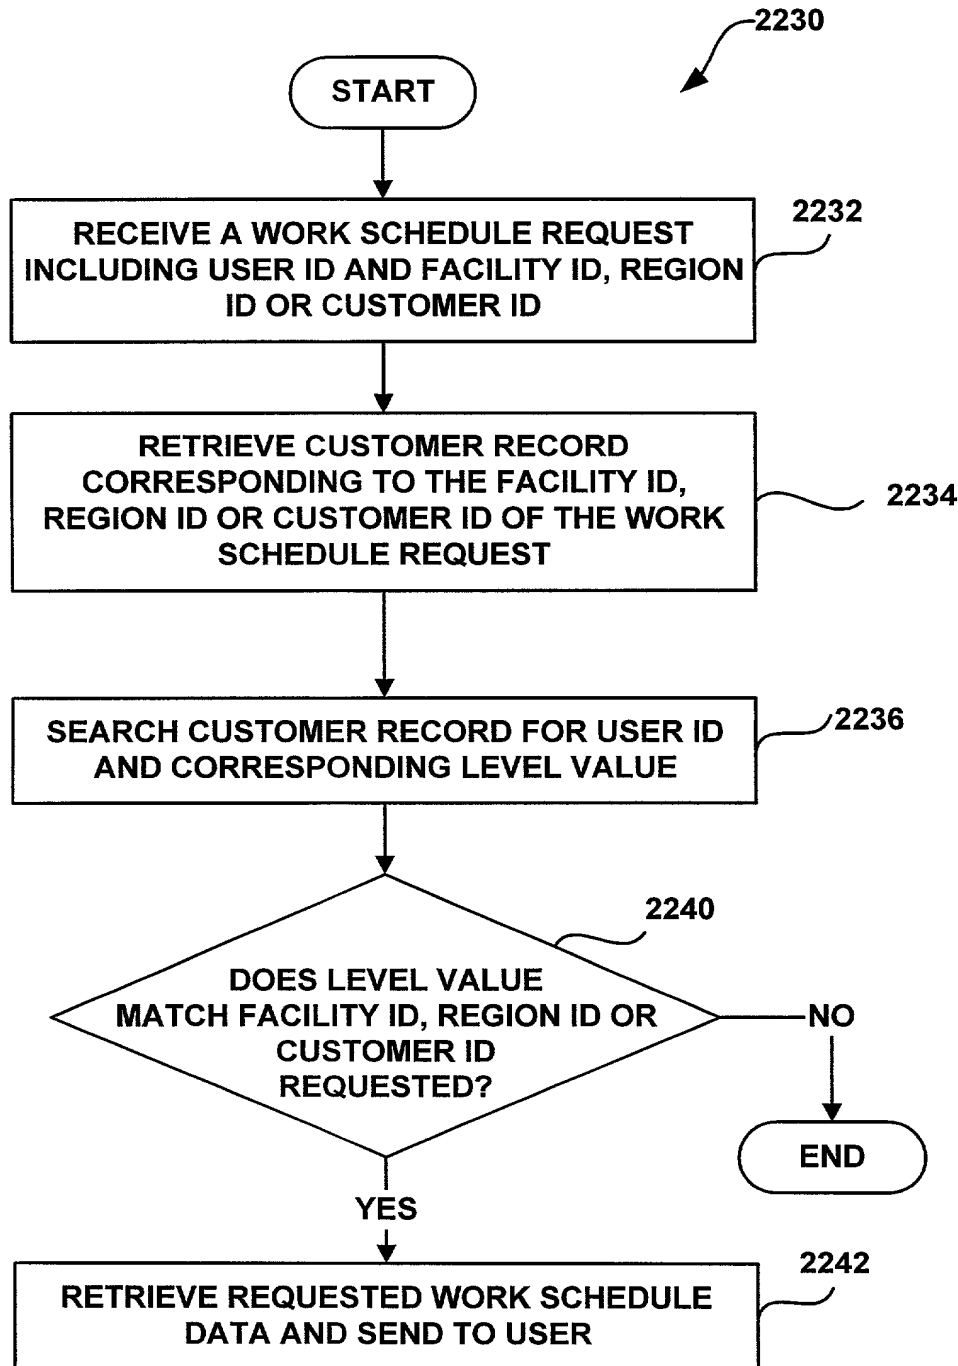 2230
START
2232
RECEIVE A WORK SCHEDULE REQUEST
INCLUDING USER ID AND FACILITY ID, REGION
ID OR CUSTOMER ID
RETRIEVE CUSTOMER RECORD
CORRESPONDING TO THE FACILITY ID,
REGION ID OR CUSTOMER ID OF THE WORK
SCHEDULE REQUEST
2234
SEARCH CUSTOMER RECORD FOR USER ID
AND CORRESPONDING LEVEL VALUE
2236
2240
DOES LEVEL VALUE
MATCH FACILITY ID, REGION ID OR
CUSTOMER ID
REQUESTED?
NO
END
YES
2242
RETRIEVE REQUESTED WORK SCHEDULE
DATA AND SEND TO USER